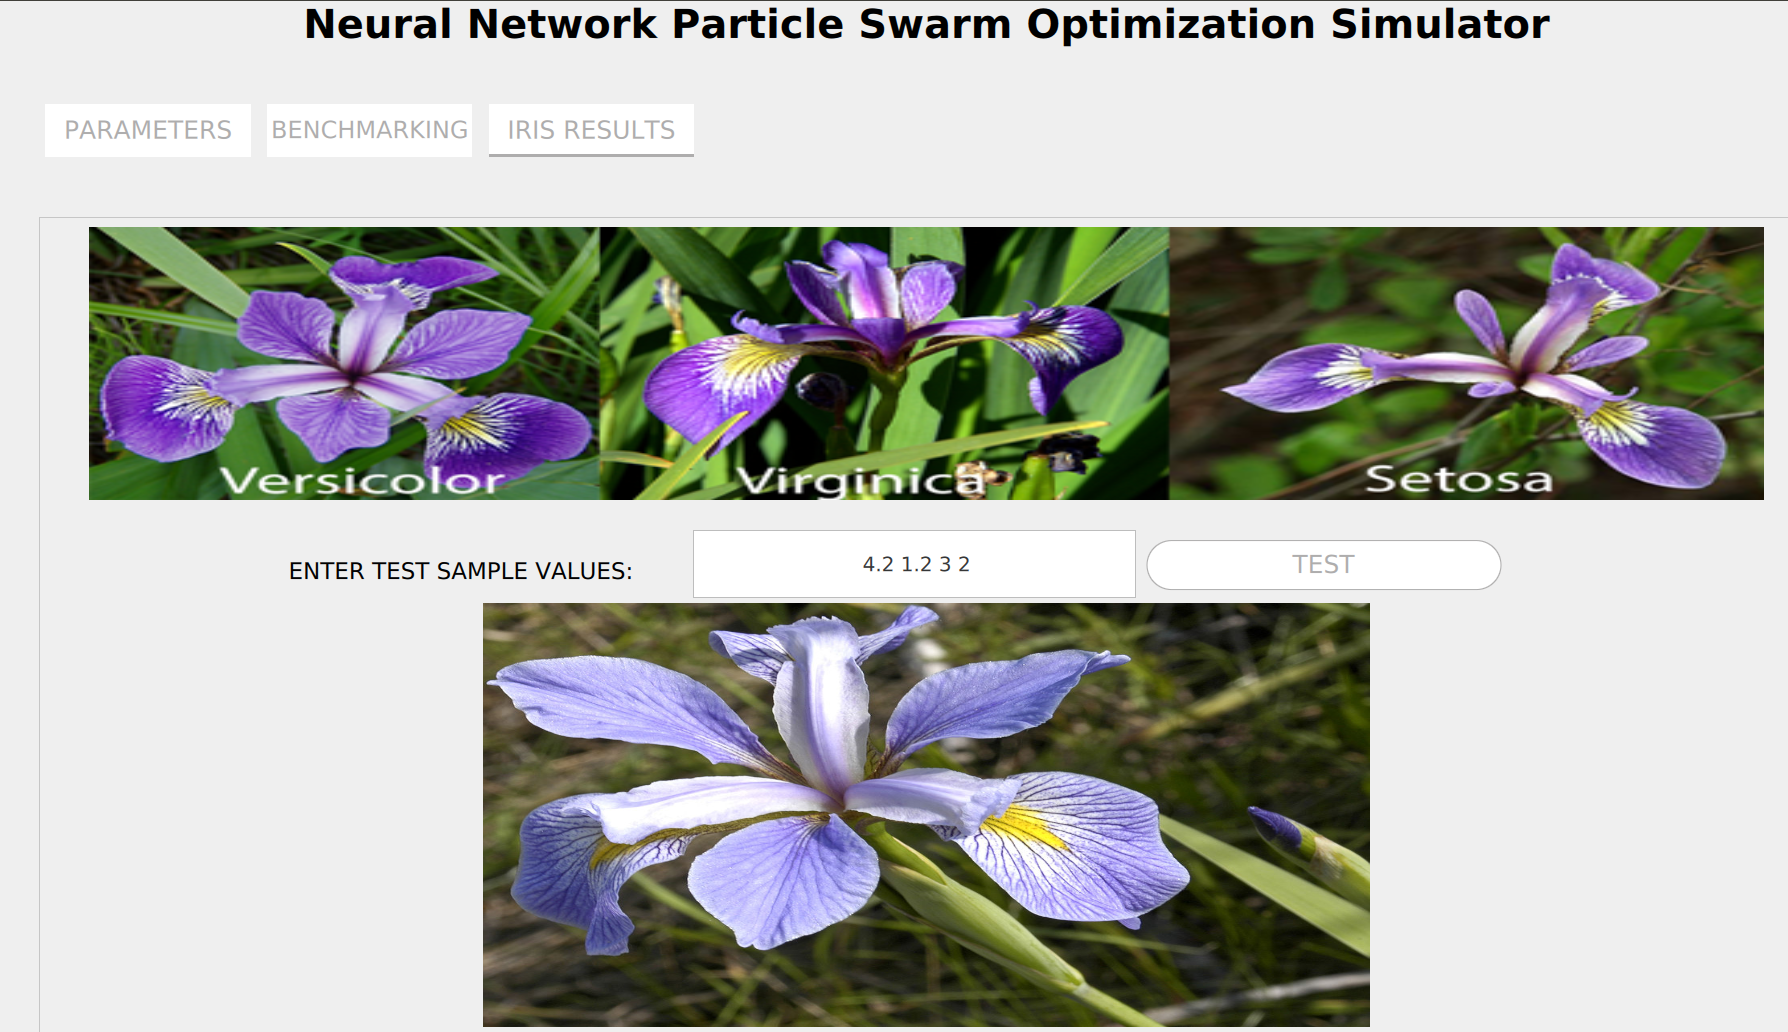 Neural Network Particle Swarm Optimization Simulator
PARAMETERS BENCHMARKING IRIS RESULTS
Versicolor Virginica Setosa
ENTER TEST SAMPLE VALUES: 4.2 1.2 3 2 TEST